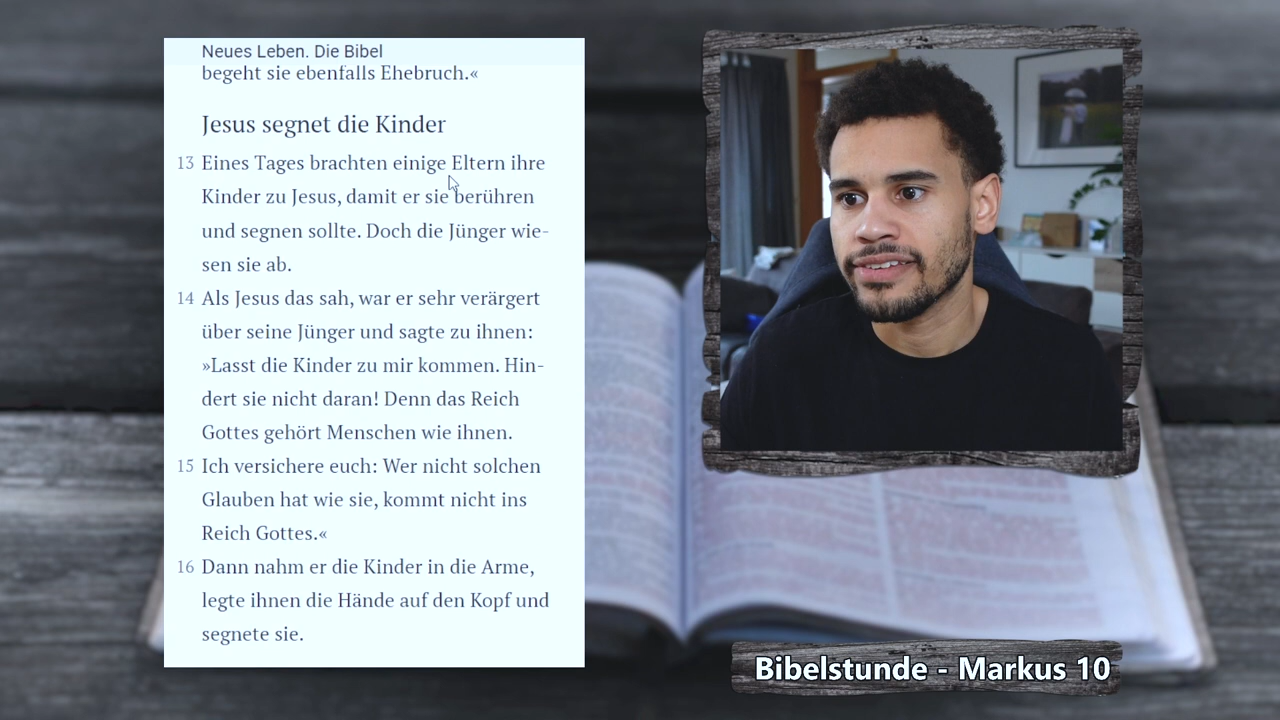 Neues Leben. Die Bibel
begeht sie ebenfalls Ehebruch.«
Jesus segnet die Kinder
13 Eines Tages brachten einige Eltern ihre
Kinder zu Jesus, damit er sie berühren
und segnen sollte. Doch die Jünger wie-
sen sie ab.
14 Als Jesus das sah, war er sehr verärgert
über seine Jünger und sagte zu ihnen:
»Lasst die Kinder zu mir kommen. Hin-
dert sie nicht daran! Denn das Reich
Gottes gehört Menschen wie ihnen.
15 Ich versichere euch: Wer nicht solchen
Glauben hat wie sie, kommt nicht ins
Reich Gottes.«
16 Dann nahm er die Kinder in die Arme,
legte ihnen die Hände auf den Kopf und
segnete sie.
Bibelstunde - Markus 10